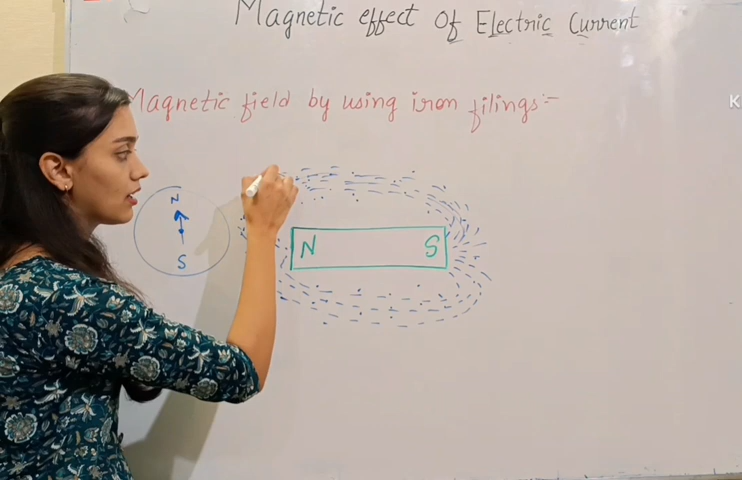 Magnetic effect Of Electric Current
Magnetic field by using iron filings:-
K
N
S
N S